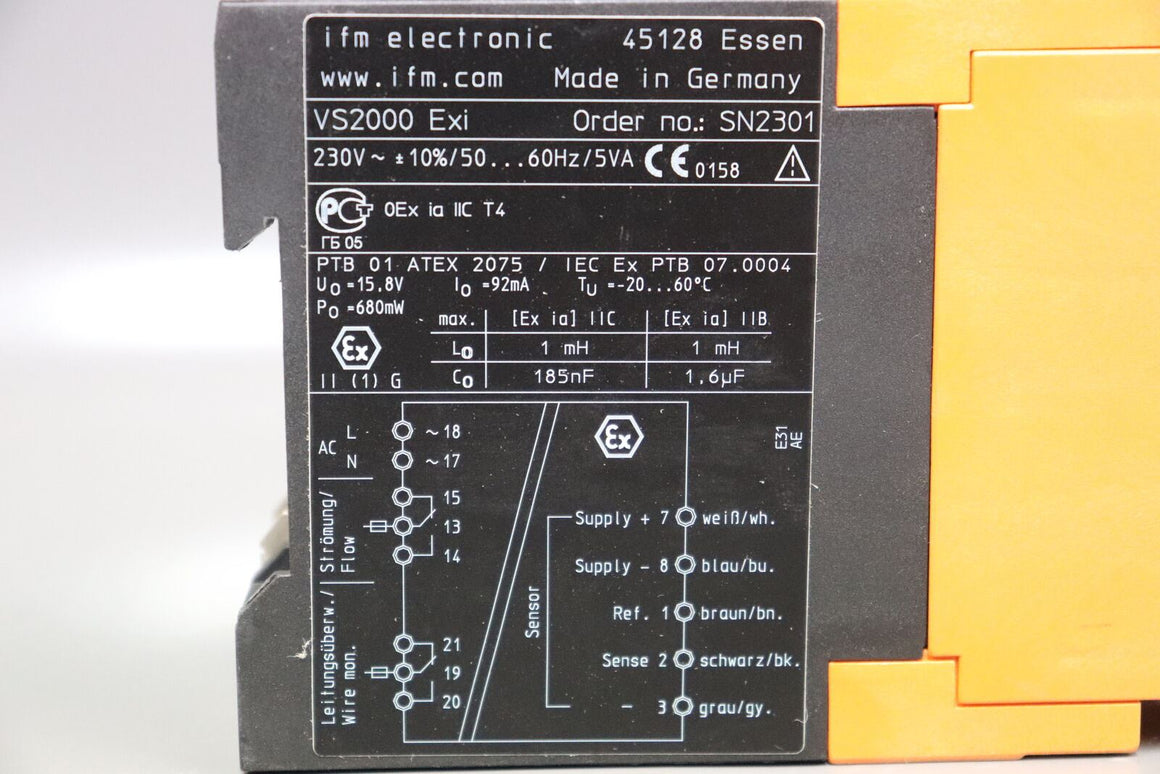 ifm electronic 45128 Essen
www.ifm.com Made in Germany
VS2000 Exi Order no.: SN2301
230V~ ±10%/50...60Hz/5VA CE 0158
PCT 0Ex ia IIC T4
ГБ 05
PTB 01 ATEX 2075 / IEC Ex PTB 07.0004
UO =15,8V IO =92mA TU =-20...60°C
PO =680mW
max. [Ex ia] IIC [Ex ia] IIB
Ex LO 1 mH 1 mH
II (1) G CO 185nF 1,6µF
AC
L ~18
N ~17
Ex
E31
AE
Strömung/
Flow
15
13
14
Leitungsüberw./
Wire mon.
21
19
20
Sensor
Supply + 7 weiß/wh.
Supply - 8 blau/bu.
Ref. 1 braun/bn.
Sense 2 schwarz/bk.
- 3 grau/gy.